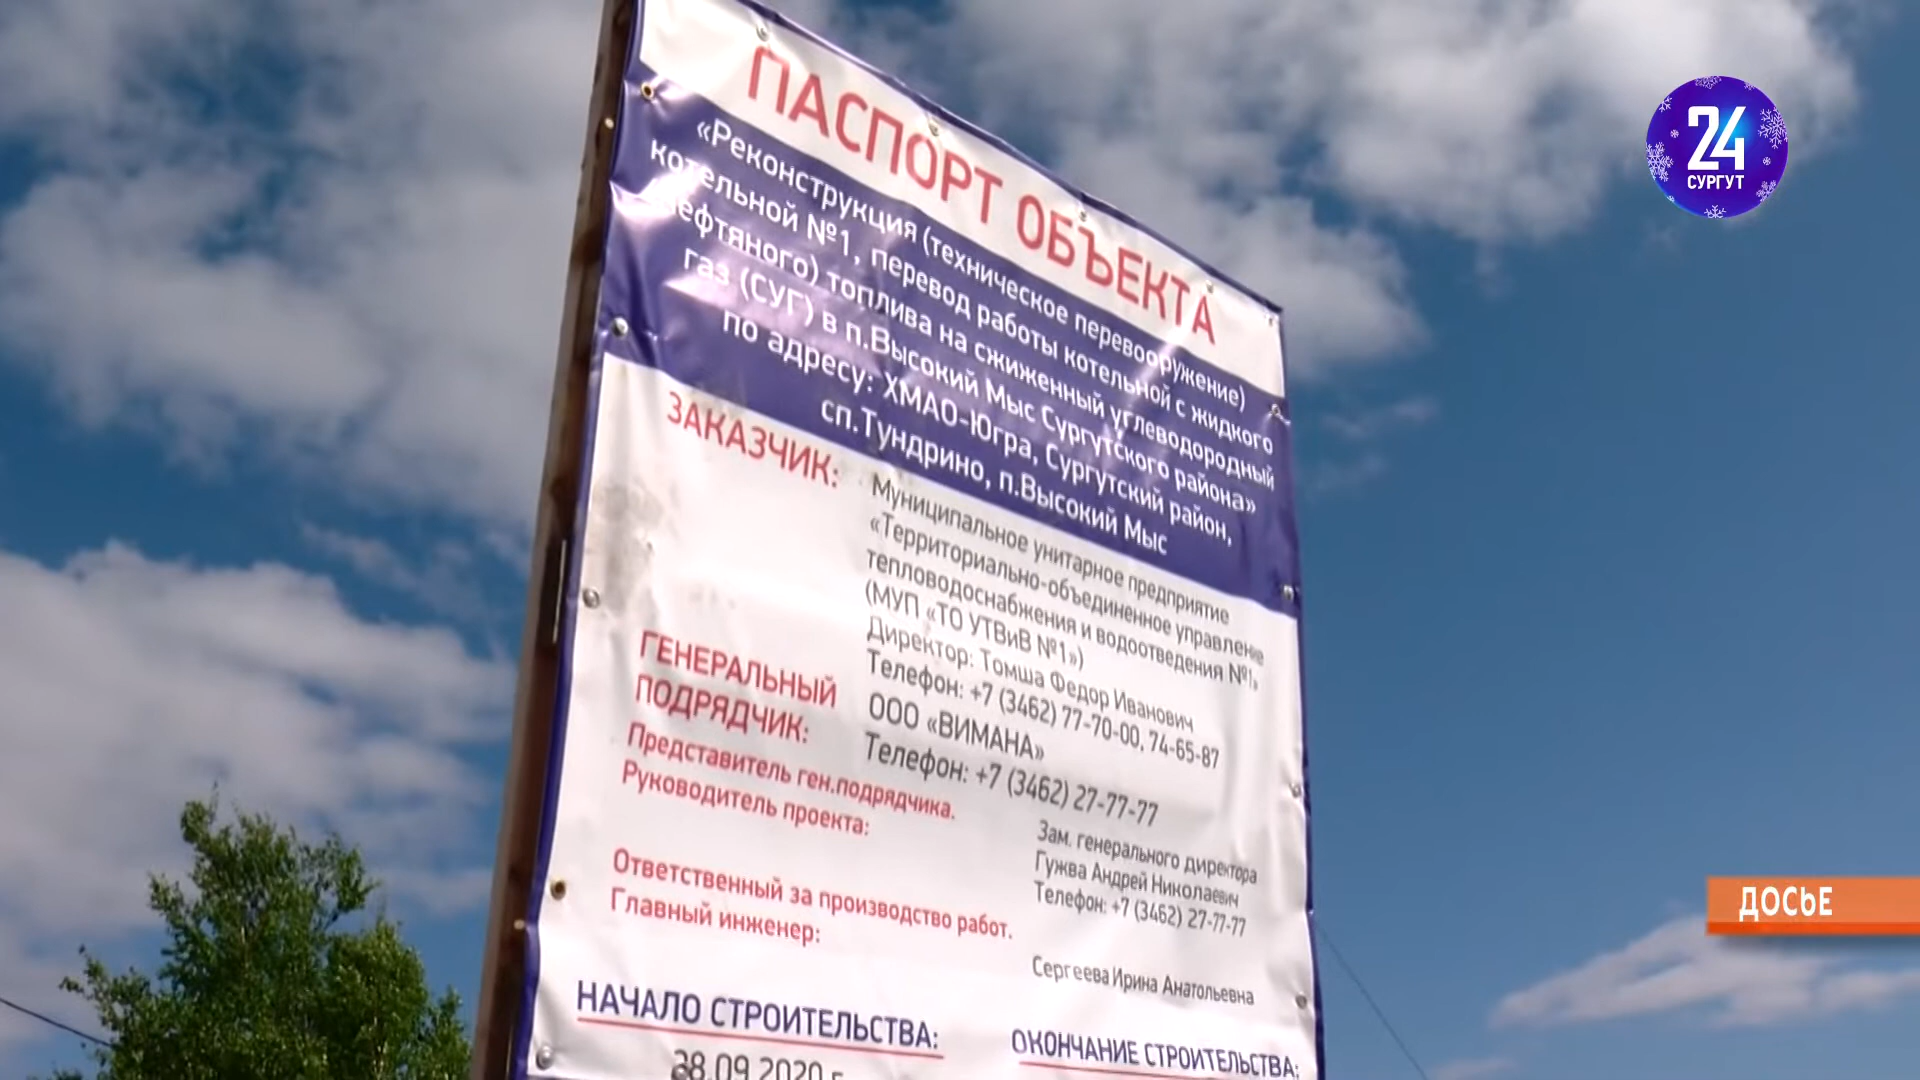 ПАСПОРТ ОБЪЕКТА
«Реконструкция (техническое перевооружение)
котельной №1, перевод работы котельной с жидкого
нефтяного) топлива на сжиженный углеводородный
газ (СУГ) в п.Высокий Мыс Сургутского района»
по адресу: ХМАО-Югра, Сургутский район,
сп.Тундрино, п.Высокий Мыс
ЗАКАЗЧИК:
Муниципальное унитарное предприятие
«Территориально-объединенное управление
тепловодоснабжения и водоотведения №1»
(МУП «ТО УТВиВ №1»)
Директор: Томша Федор Иванович
Телефон: +7 (3462) 77-70-00, 74-65-87
ГЕНЕРАЛЬНЫЙ
ПОДРЯДЧИК:
ООО «ВИМАНА»
Телефон: +7 (3462) 27-77-77
Представитель ген.подрядчика.
Руководитель проекта:
Зам. генерального директора
Гужва Андрей Николаевич
Телефон: +7 (3462) 27-77-77
Ответственный за производство работ.
Главный инженер:
Сергеева Ирина Анатольевна
НАЧАЛО СТРОИТЕЛЬСТВА:
28.09.2020 г.
ОКОНЧАНИЕ СТРОИТЕЛЬСТВА:
24
СУРГУТ
ДОСЬЕ